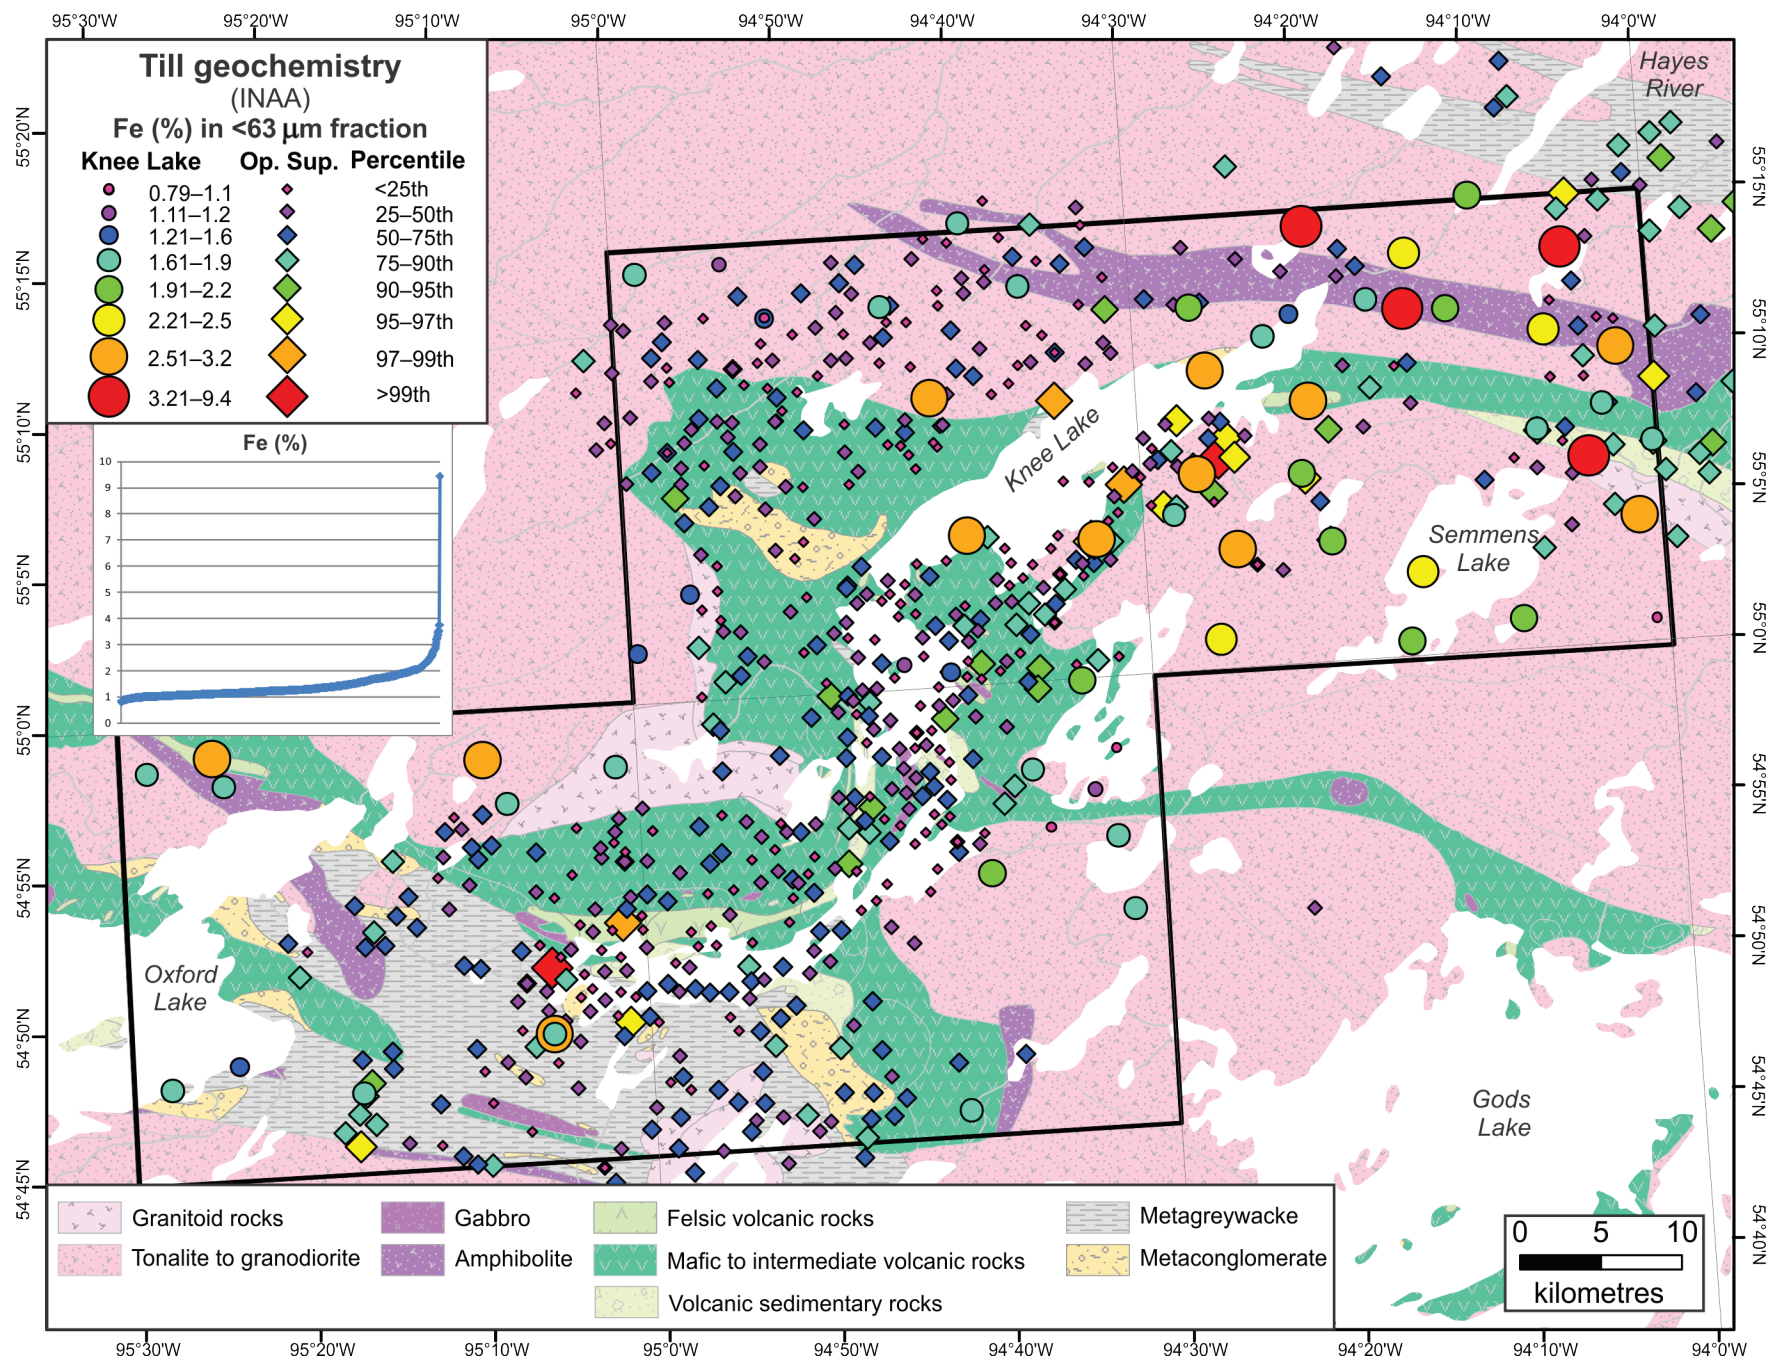 95°30'W 95°20'W 95°10'W 95°0'W 94°50'W 94°40'W 94°30'W 94°20'W 94°10'W 94°0'W
Till geochemistry
(INAA)
Fe (%) in <63 µm fraction
Knee Lake Op. Sup. Percentile
0.79–1.1 <25th
1.11–1.2 25–50th
1.21–1.6 50–75th
1.61–1.9 75–90th
1.91–2.2 90–95th
2.21–2.5 95–97th
2.51–3.2 97–99th
3.21–9.4 >99th
Fe (%)
10
9
8
7
6
5
4
3
2
1
0
55°20'N
55°15'N
55°10'N
55°5'N
55°0'N
54°55'N
54°50'N
54°45'N
Hayes
River
Knee Lake
Semmens
Lake
Oxford
Lake
Gods
Lake
55°15'N
55°10'N
55°5'N
55°0'N
54°55'N
54°50'N
54°45'N
54°40'N
Granitoid rocks
Tonalite to granodiorite
Gabbro
Amphibolite
Felsic volcanic rocks
Mafic to intermediate volcanic rocks
Volcanic sedimentary rocks
Metagreywacke
Metaconglomerate
0 5 10
kilometres
95°30'W 95°20'W 95°10'W 95°0'W 94°50'W 94°40'W 94°30'W 94°20'W 94°10'W 94°0'W